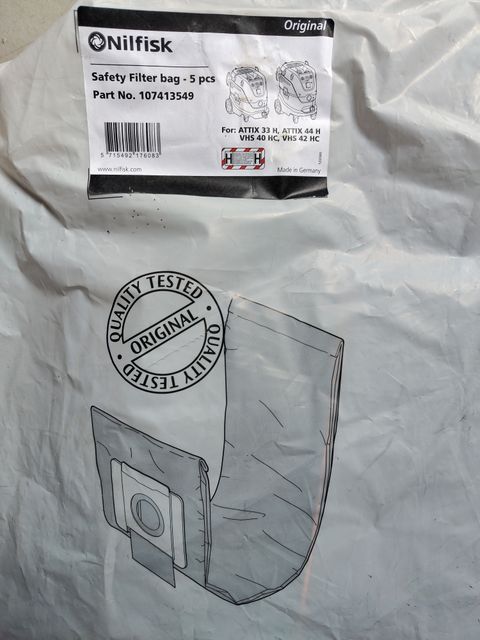 Original
Nilfisk
Safety Filter bag - 5 pcs
Part No. 107413549
For: ATTIX 33 H, ATTIX 44 H
VHS 40 HC, VHS 42 HC
5 715492 176083
H H
www.nilfisk.com
Made in Germany
QUALITY TESTED
ORIGINAL
QUALITY TESTED